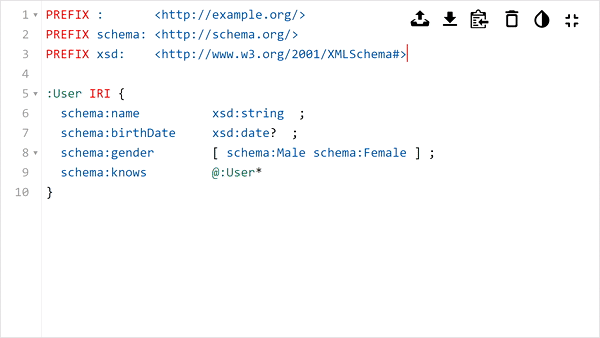 1 PREFIX :       <http://example.org/>
2 PREFIX schema: <http://schema.org/>
3 PREFIX xsd:    <http://www.w3.org/2001/XMLSchema#>
4
5 :User IRI {
6   schema:name          xsd:string  ;
7   schema:birthDate     xsd:date?  ;
8   schema:gender        [ schema:Male schema:Female ] ;
9   schema:knows         @:User*
10 }